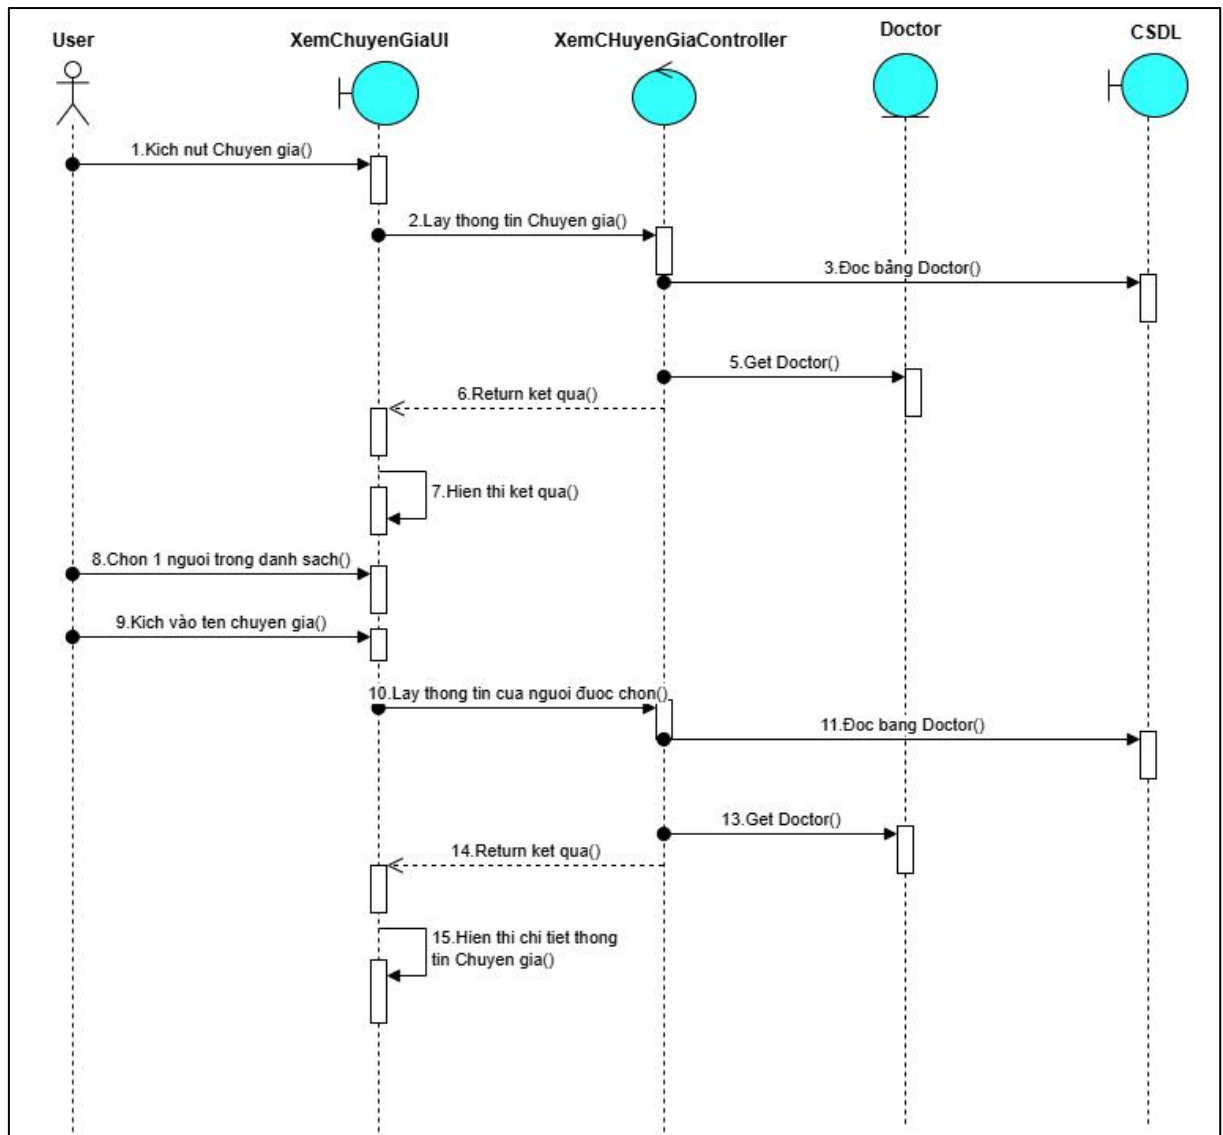 User
XemChuyenGiaUI
XemCHuyenGiaController
Doctor
CSDL
1.Kich nut Chuyen gia()
2.Lay thong tin Chuyen gia()
3.Đoc bảng Doctor()
5.Get Doctor()
6.Return ket qua()
7.Hien thi ket qua()
8.Chon 1 nguoi trong danh sach()
9.Kich vào ten chuyen gia()
10.Lay thong tin cua nguoi đuoc chon()
11.Đoc bang Doctor()
13.Get Doctor()
14.Return ket qua()
15.Hien thi chi tiet thong
tin Chuyen gia()